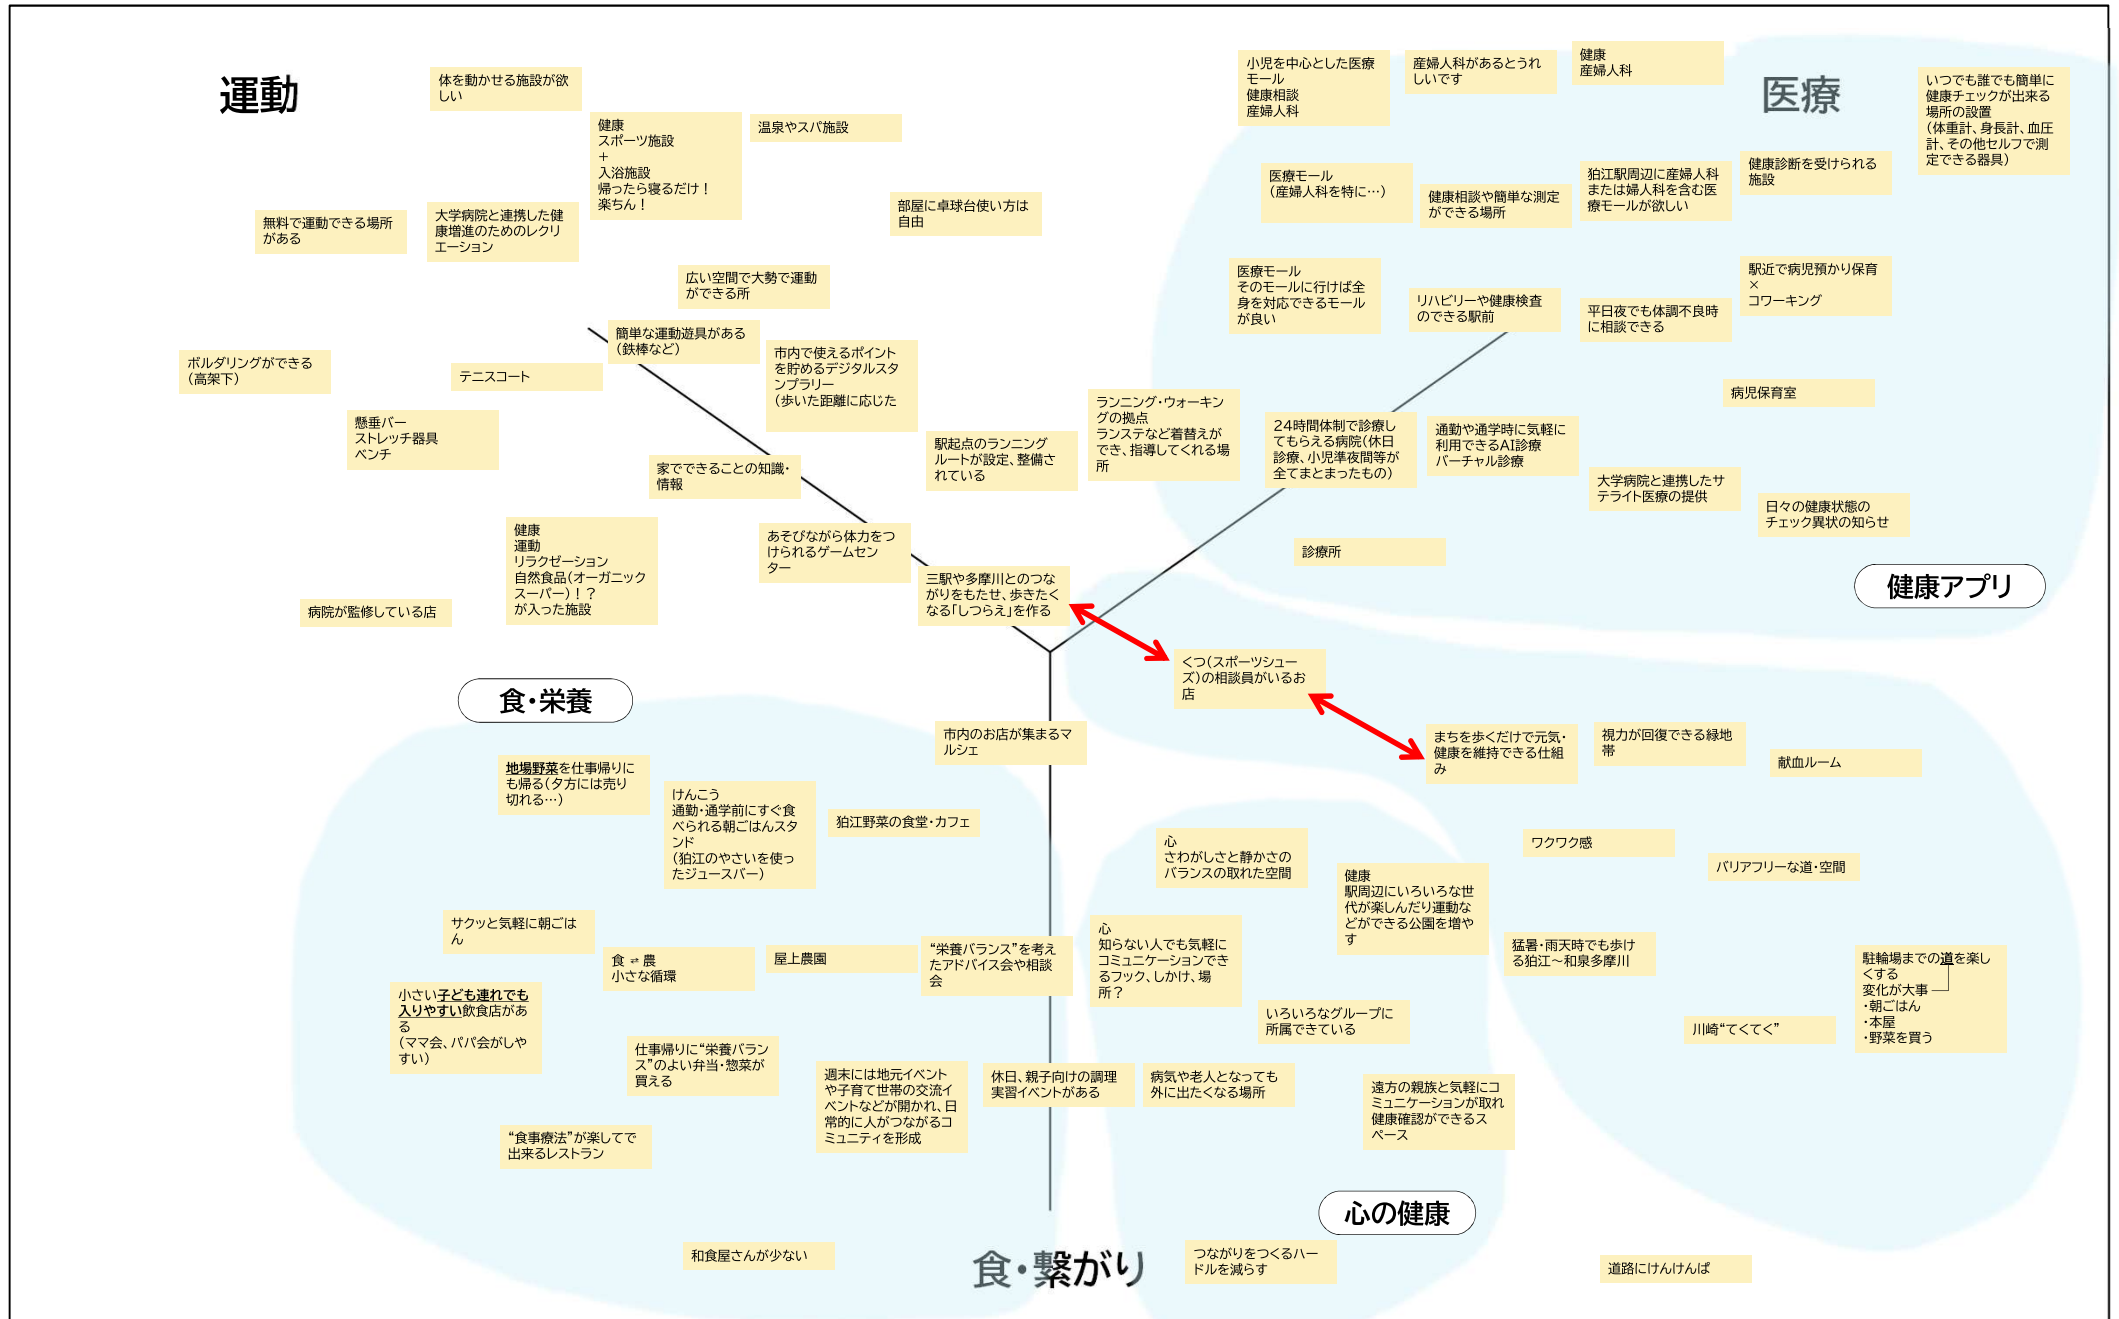 運動
体を動かせる施設が欲
しい
健康
スポーツ施設
+
入浴施設
帰ったら寝るだけ!
楽ちん!
温泉やスパ施設
無料で運動できる場所
がある
大学病院と連携した健
康増進のためのレクリ
エーション
部屋に卓球台使い方は
自由
広い空間で大勢で運動
ができる所
簡単な運動遊具がある
(鉄棒など)
ボルダリングができる
(高架下)
テニスコート
市内で使えるポイント
を貯めるデジタルスタ
ンプラリー
(歩いた距離に応じた
懸垂バー
ストレッチ器具
ベンチ
家でできることの知識・
情報
駅起点のランニング
ルートが設定、整備さ
れている
ランニング・ウォーキン
グの拠点
ランステなど着替えが
でき、指導してくれる場
所
健康
運動
リラクゼーション
自然食品(オーガニック
スーパー)!?
が入った施設
あそびながら体力をつ
けられるゲームセン
ター
三駅や多摩川とのつな
がりをもたせ、歩きたく
なる「しつらえ」を作る
病院が監修している店
医療
小児を中心とした医療
モール
健康相談
産婦人科
産婦人科があるとうれ
しいです
健康
産婦人科
いつでも誰でも簡単に
健康チェックが出来る
場所の設置
(体重計、身長計、血圧
計、その他セルフで測
定できる器具)
医療モール
(産婦人科を特に…)
健康相談や簡単な測定
ができる場所
狛江駅周辺に産婦人科
または婦人科を含む医
療モールが欲しい
健康診断を受けられる
施設
医療モール
そのモールに行けば全
身を対応できるモール
が良い
リハビリーや健康検査
のできる駅前
平日夜でも体調不良時
に相談できる
駅近で病児預かり保育
×
コワーキング
病児保育室
24時間体制で診療し
てもらえる病院(休日
診療、小児準夜間等が
全てまとまったもの)
通勤や通学時に気軽に
利用できるAI診療
バーチャル診療
大学病院と連携したサ
テライト医療の提供
日々の健康状態の
チェック異状の知らせ
診療所
健康アプリ
くつ(スポーツシュー
ズ)の相談員がいるお
店
まちを歩くだけで元気・
健康を維持できる仕組
み
視力が回復できる緑地
帯
献血ルーム
ワクワク感
バリアフリーな道・空間
猛暑・雨天時でも歩け
る狛江~和泉多摩川
駐輪場までの道を楽し
くする
変化が大事
・朝ごはん
・本屋
・野菜を買う
川崎“てくてく”
道路にけんけんぱ
食・栄養
市内のお店が集まるマ
ルシェ
地場野菜を仕事帰りに
も帰る(夕方には売り
切れる…)
けんこう
通勤・通学前にすぐ食
べられる朝ごはんスタ
ンド
(狛江のやさいを使っ
たジュースバー)
狛江野菜の食堂・カフェ
サクッと気軽に朝ごは
ん
食 ⇌ 農
小さな循環
屋上農園
“栄養バランス”を考え
たアドバイス会や相談
会
小さい子ども連れでも
入りやすい飲食店があ
る
(ママ会、パパ会がしや
すい)
仕事帰りに“栄養バラン
ス”のよい弁当・惣菜が
買える
週末には地元イベント
や子育て世帯の交流イ
ベントなどが開かれ、日
常的に人がつながるコ
ミュニティを形成
休日、親子向けの調理
実習イベントがある
“食事療法”が楽してで
出来るレストラン
和食屋さんが少ない
食・繋がり
心
さわがしさと静かさの
バランスの取れた空間
健康
駅周辺にいろいろな世
代が楽しんだり運動な
どができる公園を増や
す
心
知らない人でも気軽に
コミュニケーションでき
るフック、しかけ、場
所?
いろいろなグループに
所属できている
病気や老人となっても
外に出たくなる場所
遠方の親族と気軽にコ
ミュニケーションが取れ
健康確認ができるス
ペース
心の健康
つながりをつくるハー
ドルを減らす